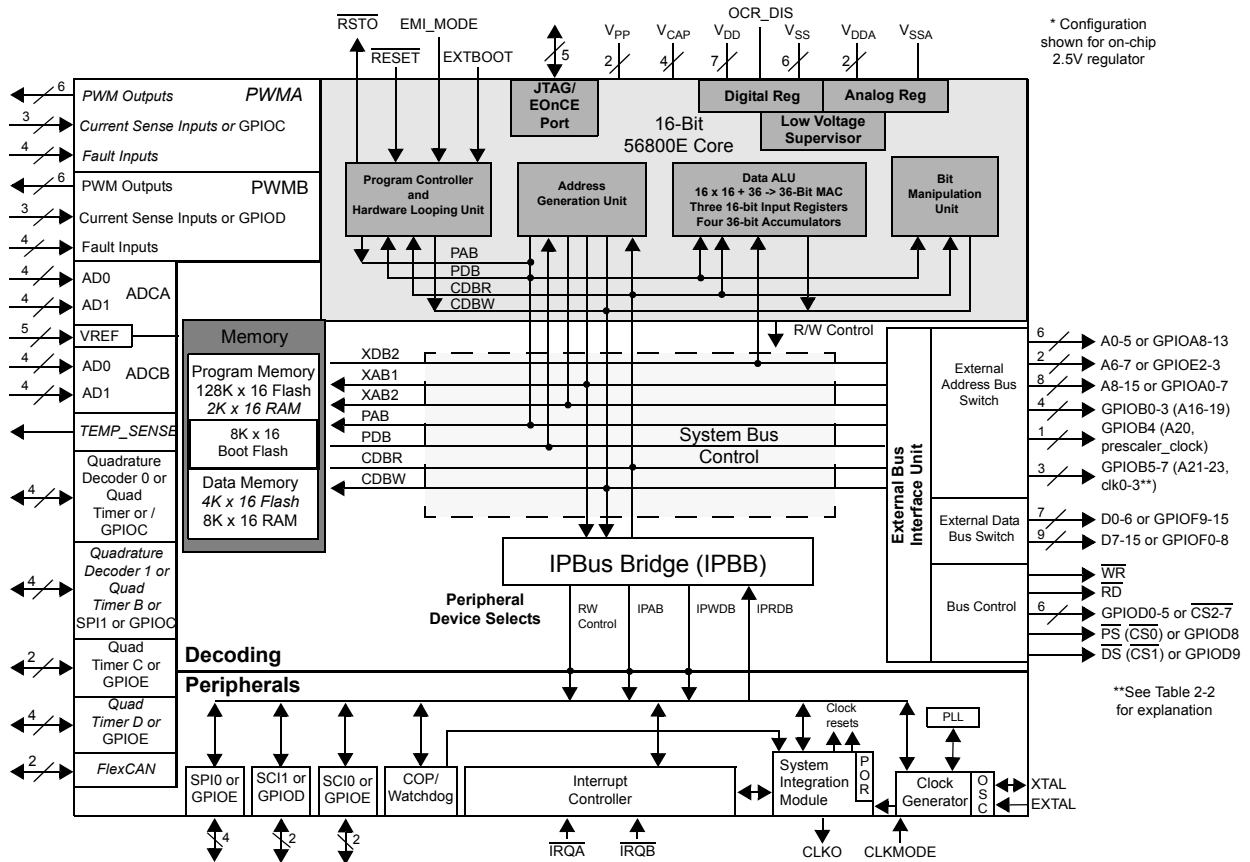 RSTO
EMI_MODE
RESET
EXTBOOT
5
VPP
2
VCAP
4
VDD
7
OCR_DIS
VSS
6
VDDA
2
VSSA
* Configuration
shown for on-chip
2.5V regulator
6
PWM Outputs
PWMA
3
Current Sense Inputs or GPIOC
4
Fault Inputs
6
PWM Outputs
PWMB
3
Current Sense Inputs or GPIOD
4
Fault Inputs
4
AD0
ADCA
4
AD1
5
VREF
4
AD0
ADCB
4
AD1
TEMP_SENSE
4
Quadrature
Decoder 0 or
Quad
Timer or /
GPIOC
4
Quadrature
Decoder 1 or
Quad
Timer B or
SPI1 or GPIOC
2
Quad
Timer C or
GPIOE
4
Quad
Timer D or
GPIOE
2
FlexCAN
JTAG/
EOnCE
Port
16-Bit
56800E Core
Digital Reg
Analog Reg
Low Voltage
Supervisor
Program Controller
and
Hardware Looping Unit
Address
Generation Unit
Data ALU
16 x 16 + 36 -> 36-Bit MAC
Three 16-bit Input Registers
Four 36-bit Accumulators
Bit
Manipulation
Unit
PAB
PDB
CDBR
CDBW
R/W Control
Memory
Program Memory
128K x 16 Flash
2K x 16 RAM
8K x 16
Boot Flash
Data Memory
4K x 16 Flash
8K x 16 RAM
XDB2
XAB1
XAB2
PAB
PDB
CDBR
CDBW
System Bus
Control
External Bus
Interface Unit
External
Address Bus
Switch
External Data
Bus Switch
Bus Control
6
A0-5 or GPIOA8-13
2
A6-7 or GPIOE2-3
8
A8-15 or GPIOA0-7
4
GPIOB0-3 (A16-19)
1
GPIOB4 (A20,
prescaler_clock)
3
GPIOB5-7 (A21-23,
clk0-3**)
7
D0-6 or GPIOF9-15
9
D7-15 or GPIOF0-8
WR
RD
6
GPIOD0-5 or CS2-7
PS (CS0) or GPIOD8
DS (CS1) or GPIOD9
**See Table 2-2
for explanation
IPBus Bridge (IPBB)
Peripheral
Device Selects
RW
Control
IPAB
IPWDB
IPRDB
Decoding
Peripherals
Clock
resets
PLL
SPI0 or
GPIOE
4
SCI1 or
GPIOD
2
SCI0 or
GPIOE
2
COP/
Watchdog
Interrupt
Controller
IRQA
IRQB
System
Integration
Module
POR
CLKO
Clock
Generator
OSC
CLKMODE
XTAL
EXTAL